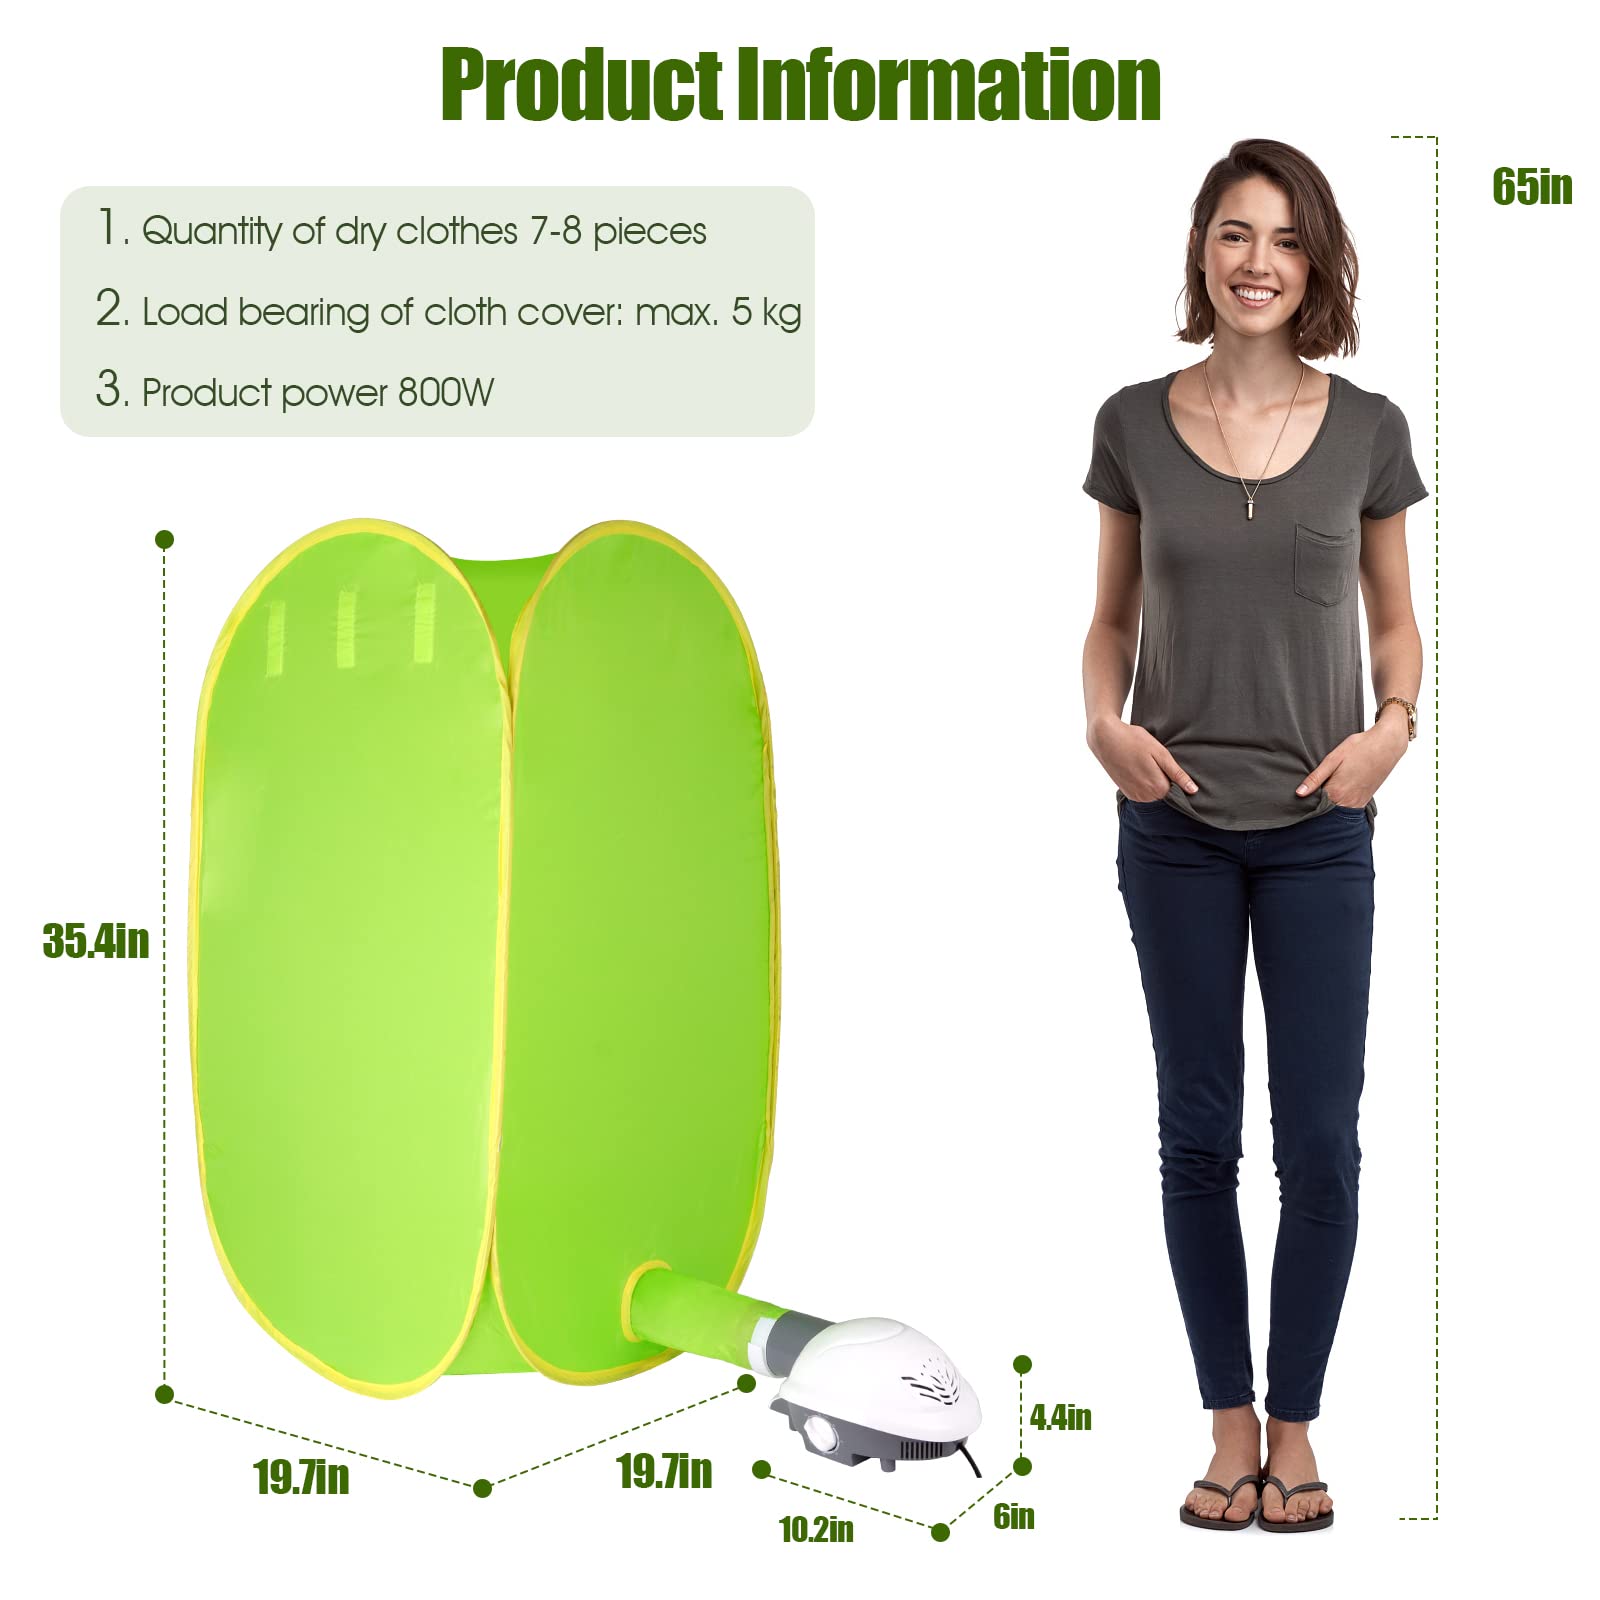 Product Information
65in
1. Quantity of dry clothes 7-8 pieces
2. Load bearing of cloth cover: max. 5 kg
3. Product power 800W
35.4in
19.7in
19.7in
4.4in
10.2in
6in